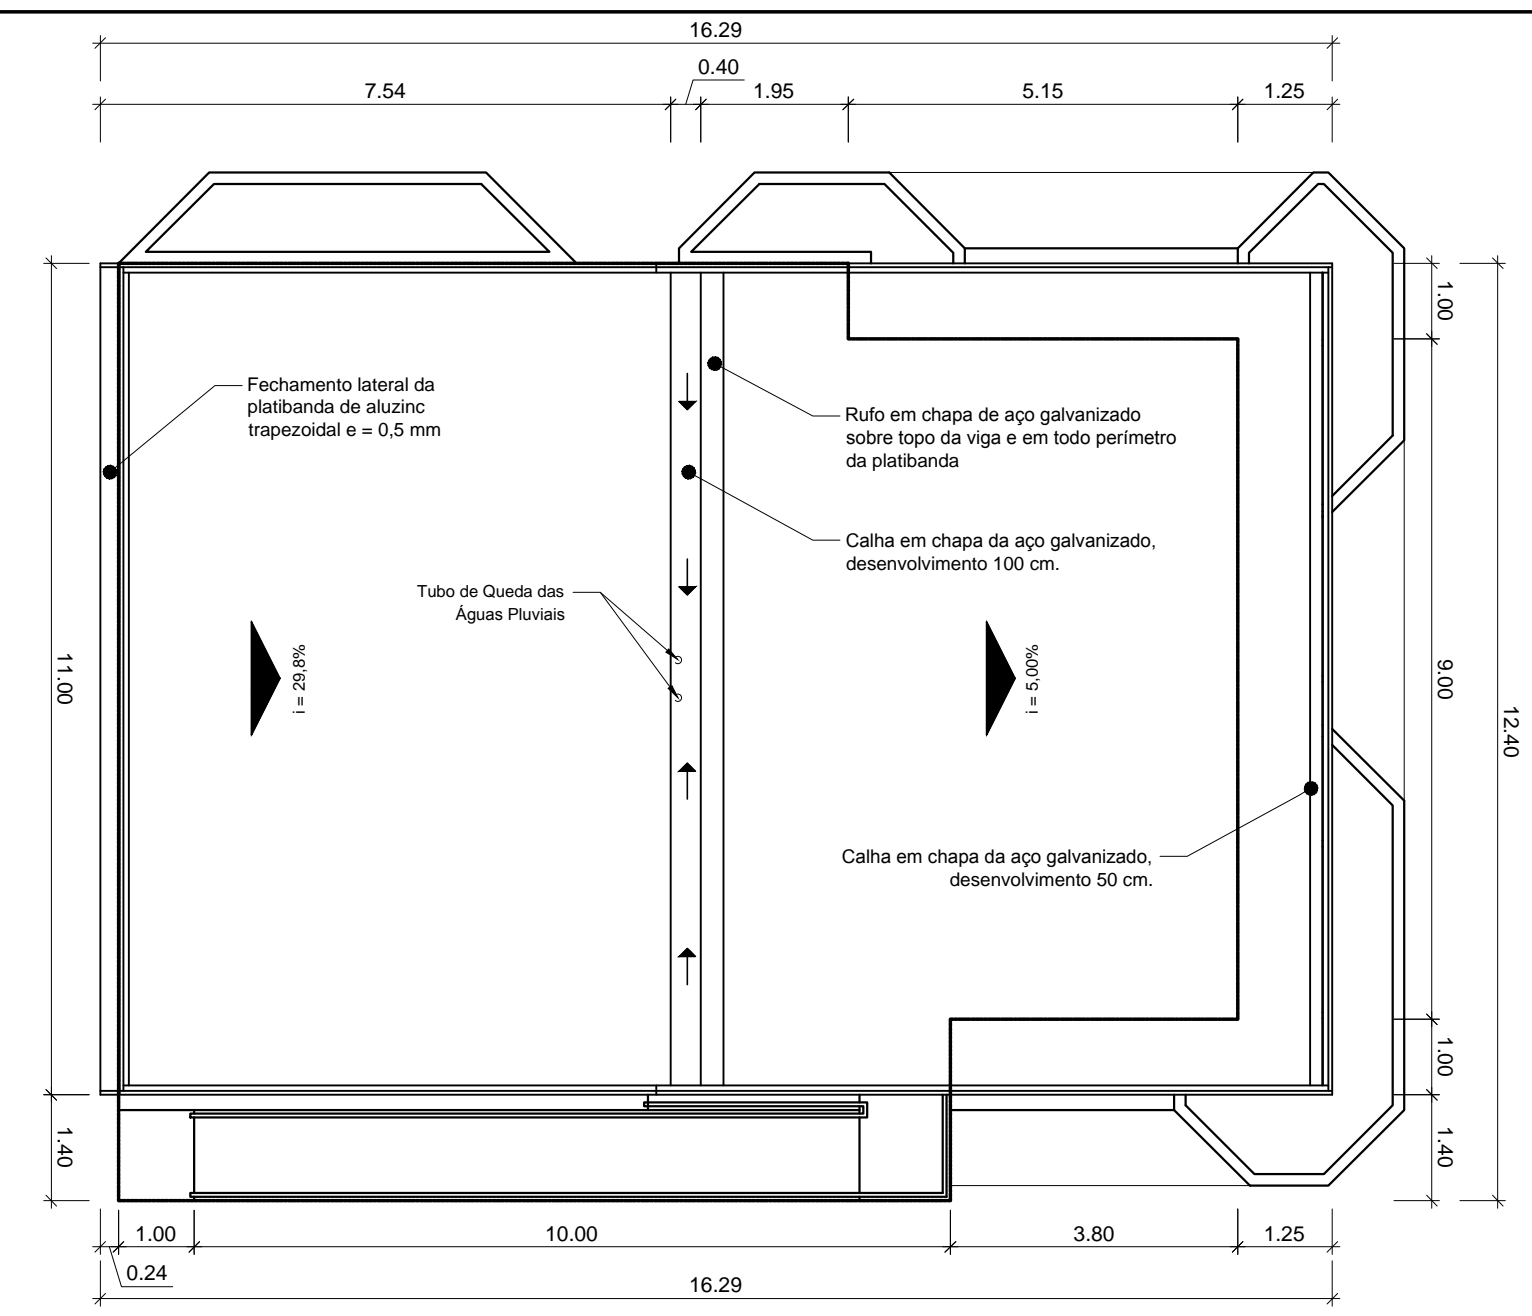 16.29
0.40
7.54
1.95
5.15
1.25
1.00
Fechamento lateral da
platibanda de aluzinc
trapezoidal e = 0,5 mm
Rufo em chapa de aço galvanizado
sobre topo da viga e em todo perímetro
da platibanda
Calha em chapa da aço galvanizado,
desenvolvimento 100 cm.
Tubo de Queda das
Águas Pluviais
11.00
i = 29,8%
i = 5,00%
9.00
12.40
Calha em chapa da aço galvanizado,
desenvolvimento 50 cm.
1.00
1.40
1.40
1.00
10.00
3.80
1.25
0.24
16.29